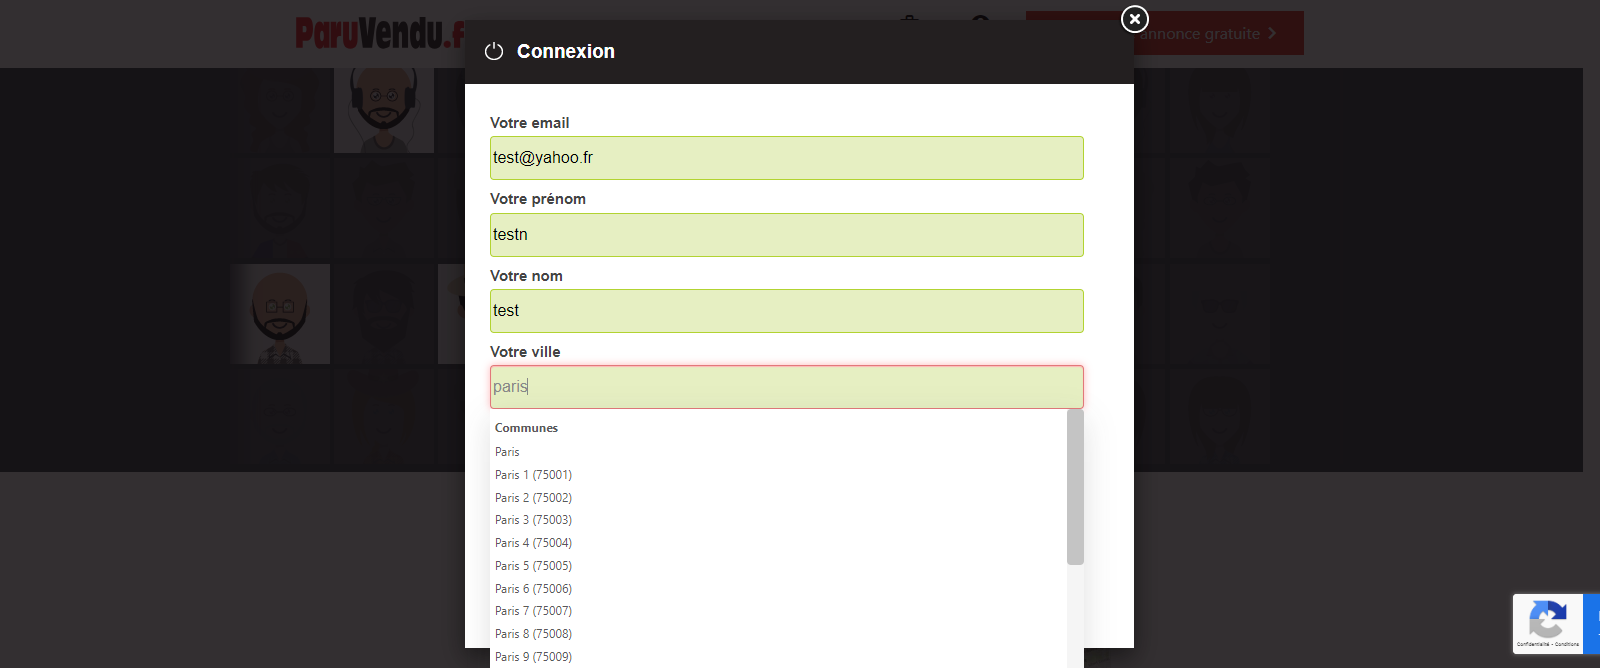 ParuVendu.f
annonce gratuite
Connexion
Votre email
test@yahoo.fr
Votre prénom
testn
Votre nom
test
Votre ville
paris
Communes
Paris
Paris 1 (75001)
Paris 2 (75002)
Paris 3 (75003)
Paris 4 (75004)
Paris 5 (75005)
Paris 6 (75006)
Paris 7 (75007)
Paris 8 (75008)
Paris 9 (75009)
Confidentialité - Conditions